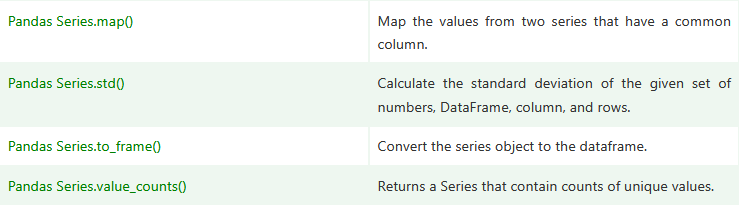 Pandas Series.map()
Map the values from two series that have a common
column.
Pandas Series.std()
Calculate the standard deviation of the given set of
numbers, DataFrame, column, and rows.
Pandas Series.to_frame()
Convert the series object to the dataframe.
Pandas Series.value_counts()
Returns a Series that contain counts of unique values.